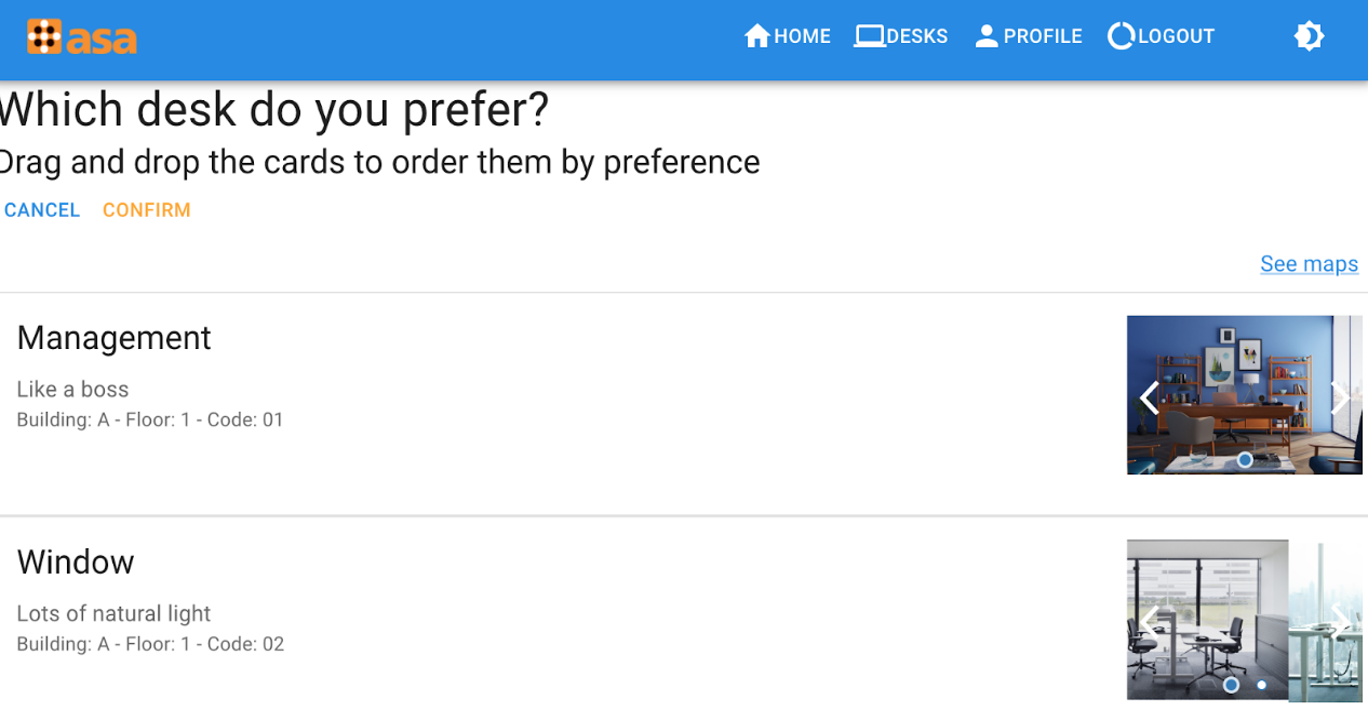 asa
HOME DESKS PROFILE LOGOUT
Which desk do you prefer?
Drag and drop the cards to order them by preference
CANCEL CONFIRM
See maps
Management
Like a boss
Building: A - Floor: 1 - Code: 01
Window
Lots of natural light
Building: A - Floor: 1 - Code: 02